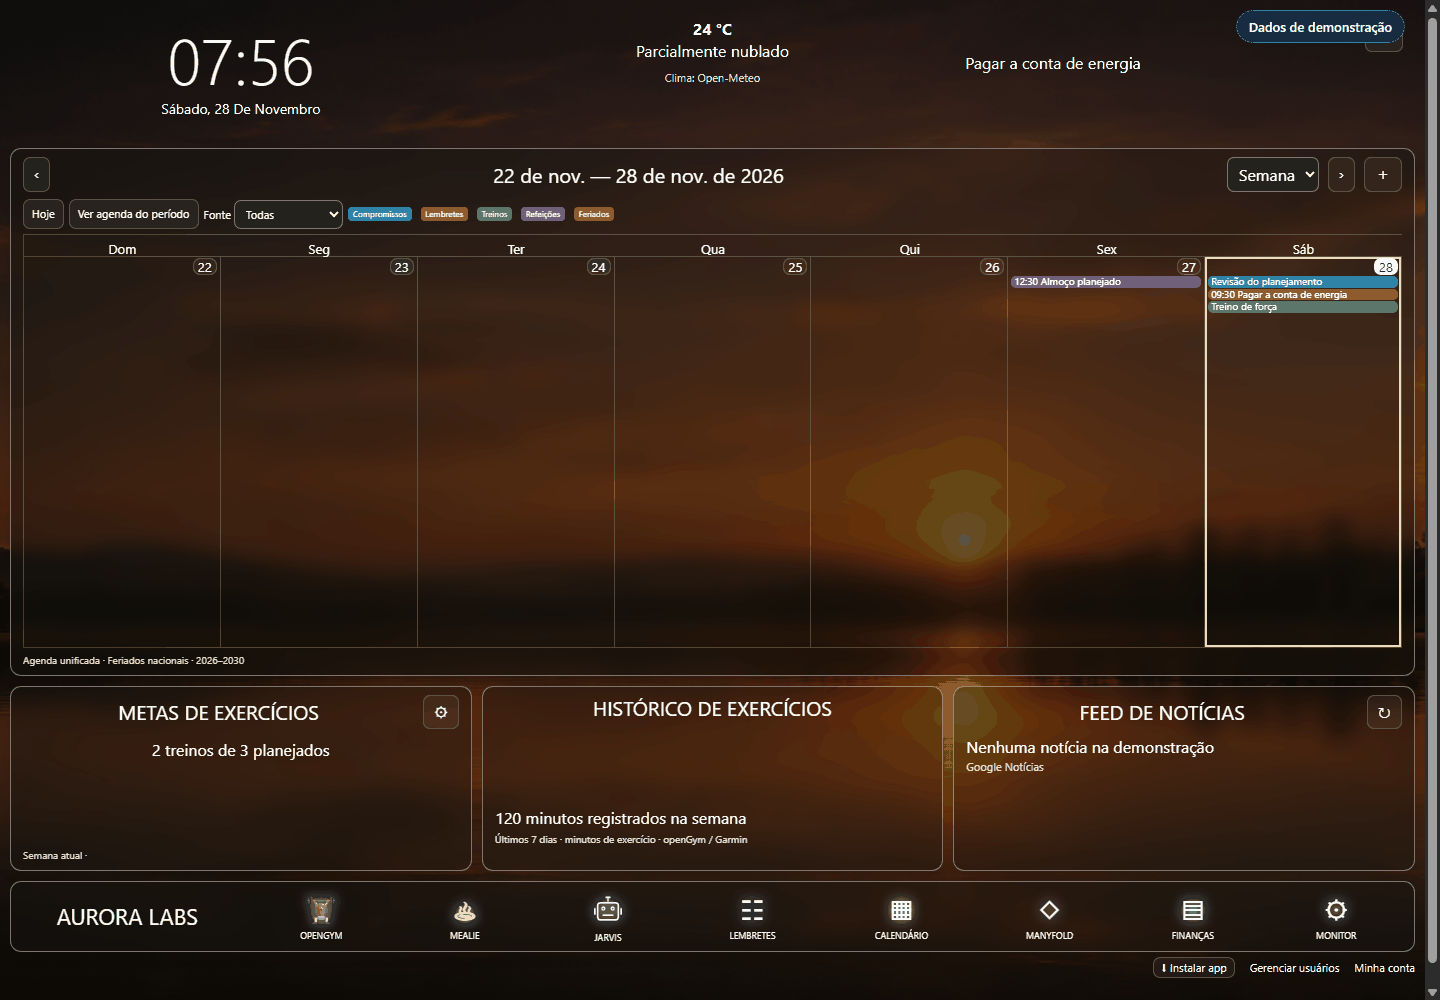 07:56
Sábado, 28 De Novembro
24 °C
Parcialmente nublado
Clima: Open-Meteo
Pagar a conta de energia
Dados de demonstração
‹
22 de nov. — 28 de nov. de 2026
Semana
›
+
Hoje
Ver agenda do período
Fonte
Todas
Compromissos
Lembretes
Treinos
Refeições
Feriados
Dom
Seg
Ter
Qua
Qui
Sex
Sáb
22
23
24
25
26
27
28
12:30 Almoço planejado
Revisão do planejamento
09:30 Pagar a conta de energia
Treino de força
Agenda unificada · Feriados nacionais · 2026–2030
METAS DE EXERCÍCIOS
2 treinos de 3 planejados
Semana atual ·
HISTÓRICO DE EXERCÍCIOS
120 minutos registrados na semana
Últimos 7 dias · minutos de exercício · openGym / Garmin
FEED DE NOTÍCIAS
Nenhuma notícia na demonstração
Google Notícias
AURORA LABS
OPENGYM
MEALIE
JARVIS
LEMBRETES
CALENDÁRIO
MANYFOLD
FINANÇAS
MONITOR
⬇ Instalar app
Gerenciar usuários
Minha conta